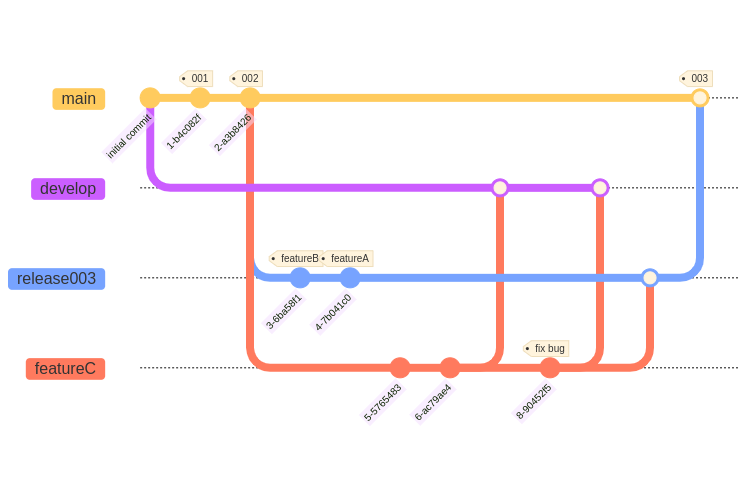 001
002
003
main
initial commit
1-b4c082f
2-a3b8426
develop
featureB
featureA
release003
3-6ba58f1
4-7b041c0
fix bug
featureC
5-5765483
6-ac79ae4
8-90452f5